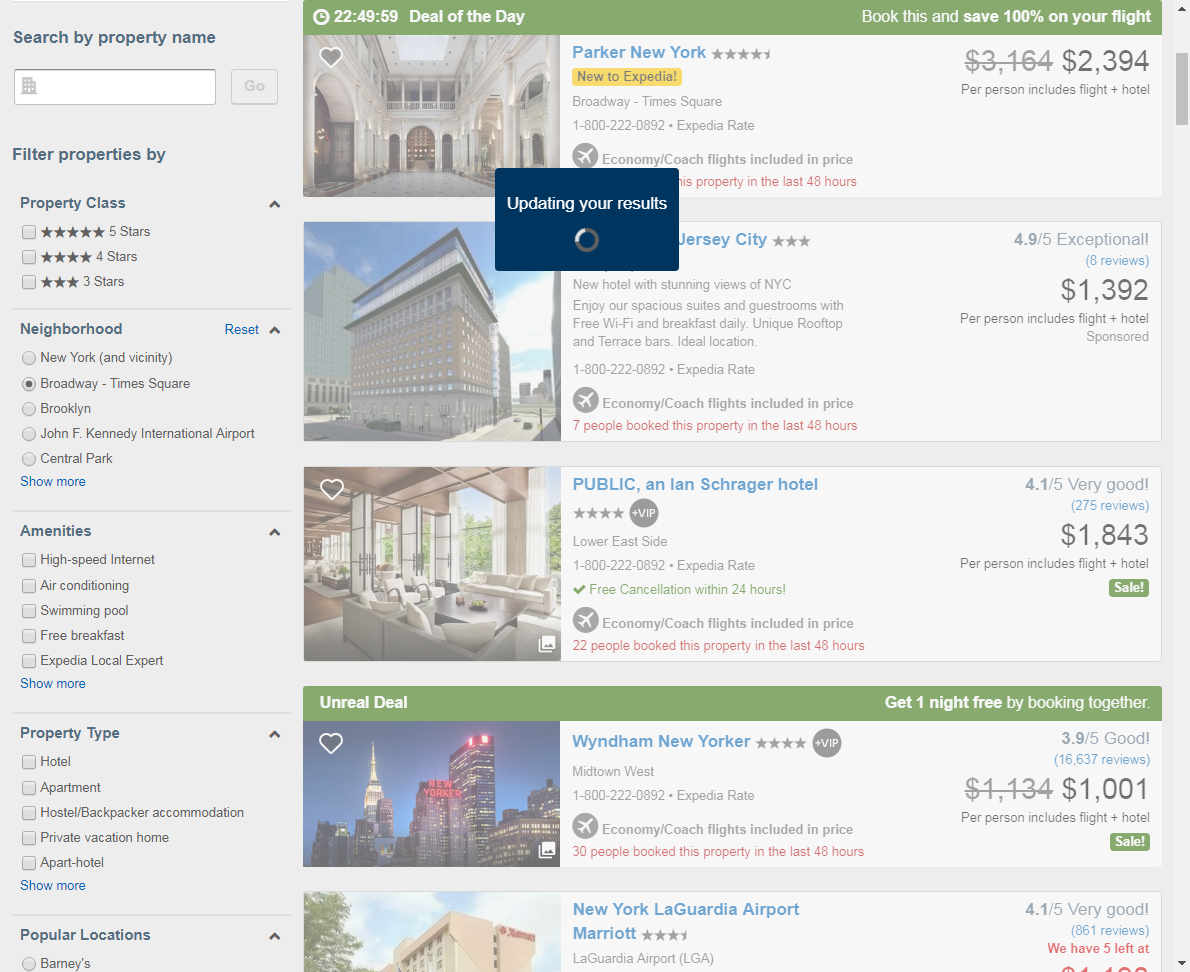 Search by property name
Go
Filter properties by
Property Class
5 Stars
4 Stars
3 Stars
Neighborhood
Reset
New York (and vicinity)
Broadway - Times Square
Brooklyn
John F. Kennedy International Airport
Central Park
Show more
Amenities
High-speed Internet
Air conditioning
Swimming pool
Free breakfast
Expedia Local Expert
Show more
Property Type
Hotel
Apartment
Hostel/Backpacker accommodation
Private vacation home
Apart-hotel
Show more
Popular Locations
Barney's
22:49:59 Deal of the Day
Book this and save 100% on your flight
Parker New York
New to Expedia!
Broadway - Times Square
1-800-222-0892 • Expedia Rate
Economy/Coach flights included in price
this property in the last 48 hours
$3,164 $2,394
Per person includes flight + hotel
Updating your results
Jersey City
New hotel with stunning views of NYC
Enjoy our spacious suites and guestrooms with
Free Wi-Fi and breakfast daily. Unique Rooftop
and Terrace bars. Ideal location.
1-800-222-0892 • Expedia Rate
Economy/Coach flights included in price
7 people booked this property in the last 48 hours
4.9/5 Exceptional!
(8 reviews)
$1,392
Per person includes flight + hotel
Sponsored
PUBLIC, an Ian Schrager hotel
+VIP
Lower East Side
1-800-222-0892 • Expedia Rate
Free Cancellation within 24 hours!
Economy/Coach flights included in price
22 people booked this property in the last 48 hours
4.1/5 Very good!
(275 reviews)
$1,843
Per person includes flight + hotel
Sale!
Unreal Deal
Get 1 night free by booking together.
NEW
YORKER
Wyndham New Yorker
+VIP
Midtown West
1-800-222-0892 • Expedia Rate
Economy/Coach flights included in price
30 people booked this property in the last 48 hours
3.9/5 Good!
(16,637 reviews)
$1,134 $1,001
Per person includes flight + hotel
Sale!
Marriott
New York LaGuardia Airport
Marriott
LaGuardia Airport (LGA)
4.1/5 Very good!
(861 reviews)
We have 5 left at